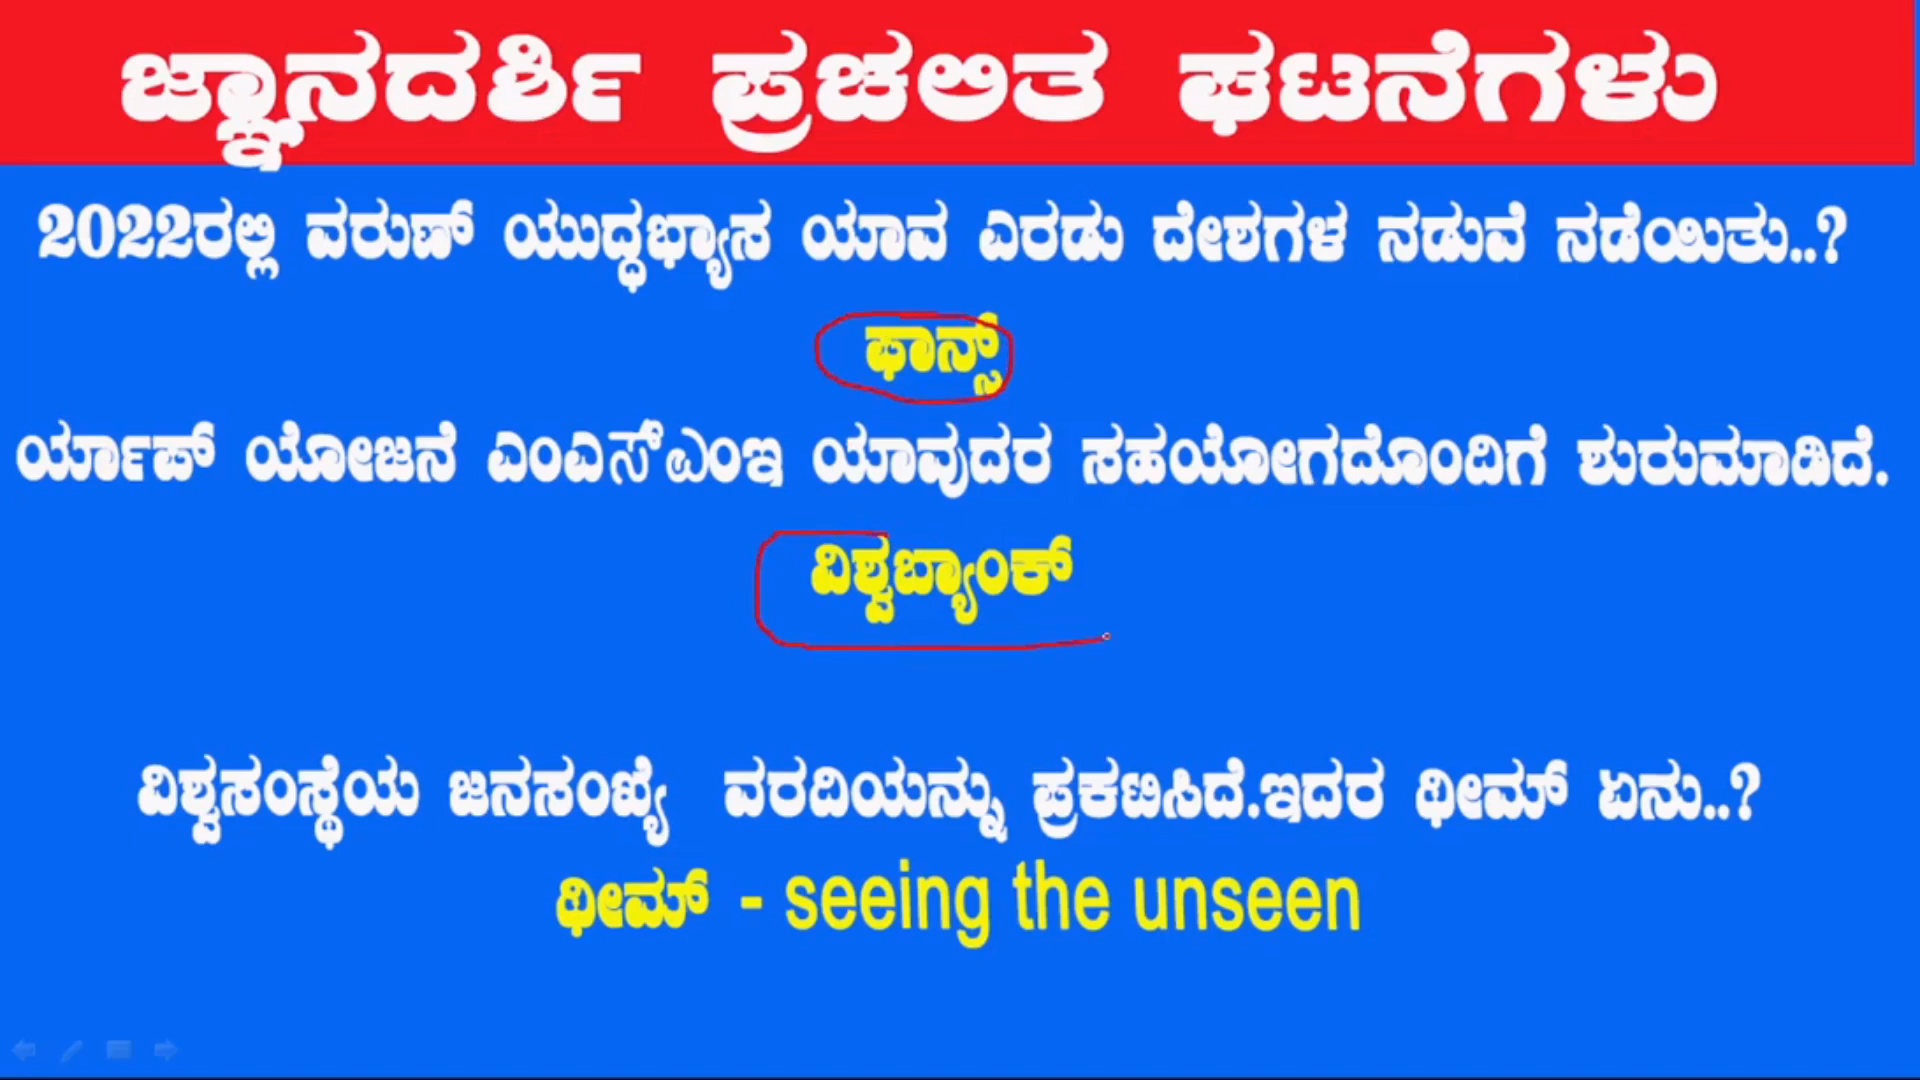 ಜ್ಞಾನದರ್ಶಿ ಪ್ರಚಲಿತ ಘಟನೆಗಳು
2022ರಲ್ಲಿ ವರುಣ್ ಯುದ್ಧಭ್ಯಾಸ ಯಾವ ಎರಡು ದೇಶಗಳ ನಡುವೆ ನಡೆಯಿತು..?
ಫಾನ್ಸ್
ರ್ಯಾಪ್ ಯೋಜನೆ ಎಂಎಸ್ಎಂಇ ಯಾವುದರ ಸಹಯೋಗದೊಂದಿಗೆ ಶುರುಮಾಡಿದೆ.
ವಿಶ್ವಬ್ಯಾಂಕ್
ವಿಶ್ವಸಂಸ್ಥೆಯ ಜನಸಂಖ್ಯೆ ವರದಿಯನ್ನು ಪ್ರಕಟಿಸಿದೆ.ಇದರ ಥೀಮ್ ಏನು..?
ಥೀಮ್ - seeing the unseen